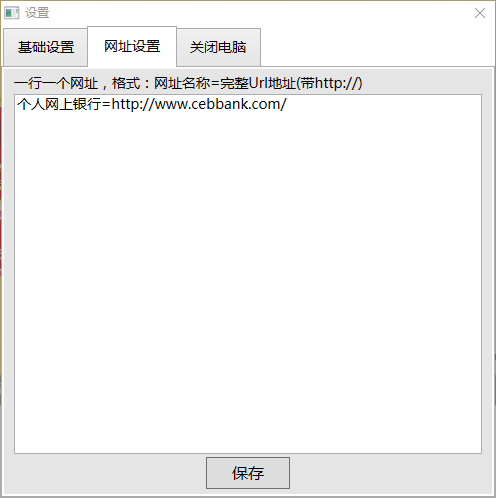 设置
基础设置 网址设置 关闭电脑
一行一个网址，格式：网址名称=完整Url地址(带http://)
个人网上银行=http://www.cebbank.com/
保存